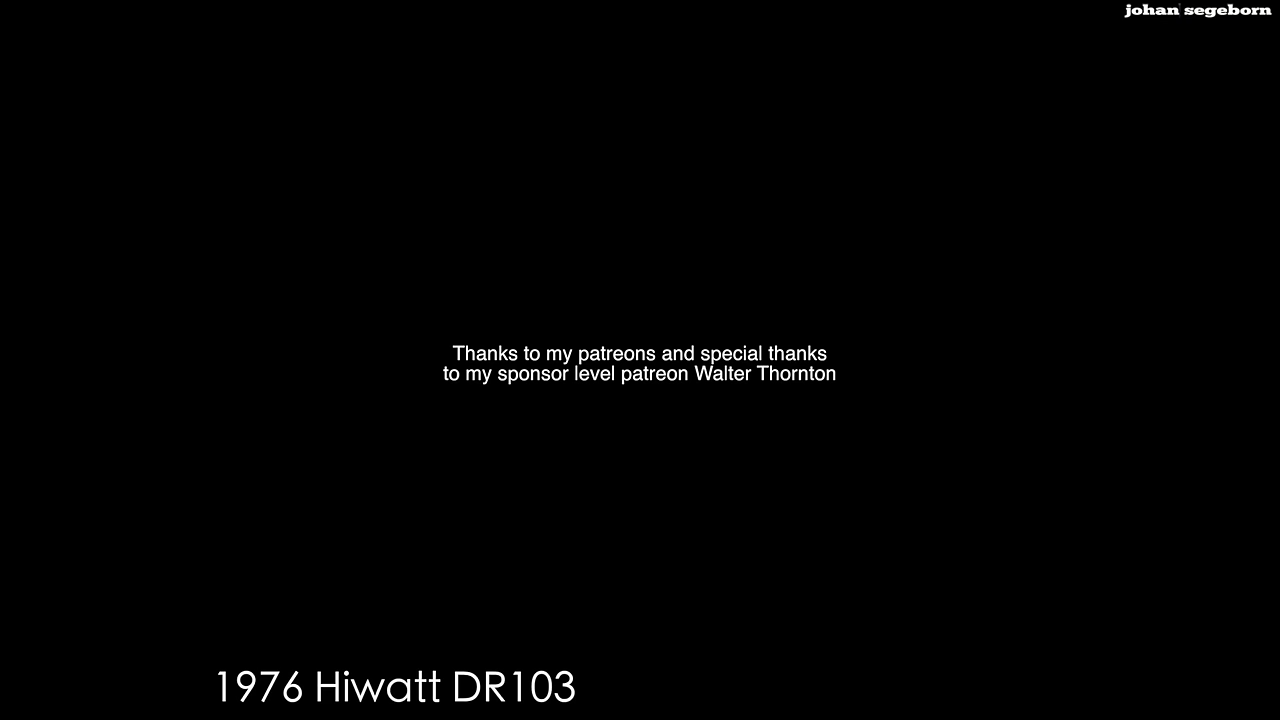 johan segeborn
Thanks to my patreons and special thanks
to my sponsor level patreon Walter Thornton
1976 Hiwatt DR103